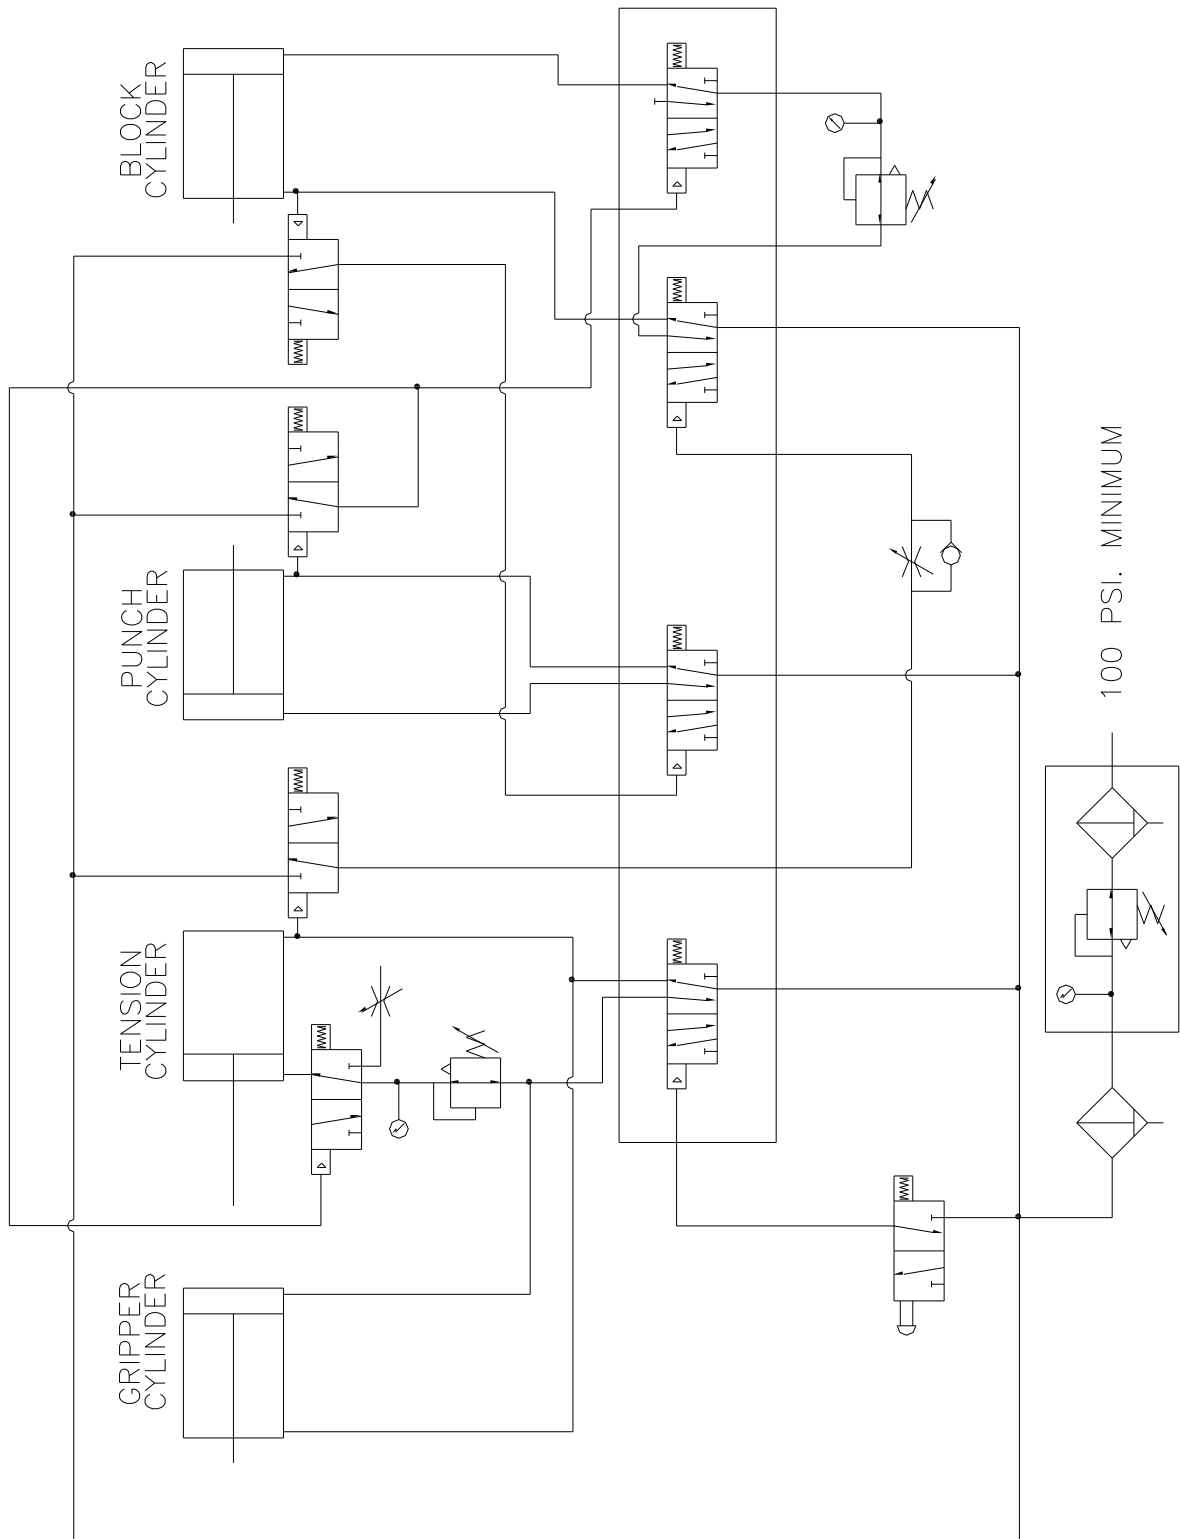 BLOCK
CYLINDER
PUNCH
CYLINDER
TENSION
CYLINDER
GRIPPER
CYLINDER
100 PSI. MINIMUM